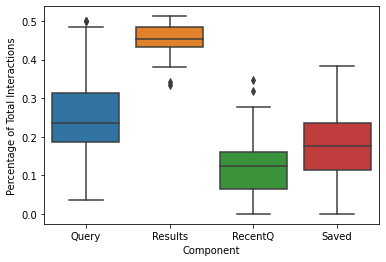 Percentage of Total Interactions
0.5
0.4
0.3
0.2
0.1
0.0
Query Results RecentQ Saved
Component